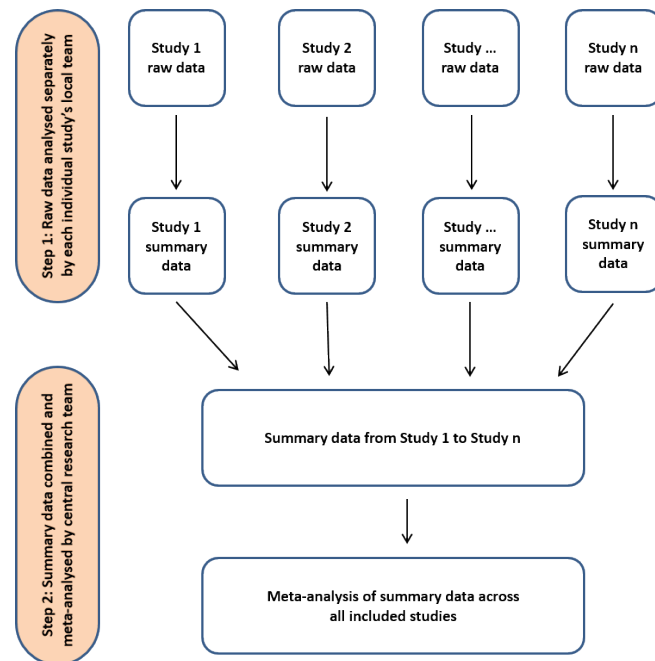 Step 1: Raw data analysed separately
by each individual study's local team
Study 1
raw data
Study 2
raw data
Study ...
raw data
Study n
raw data
Study 1
summary
data
Study 2
summary
data
Study ...
summary
data
Study n
summary
data
Step 2: Summary data combined and
meta-analysed by central research team
Summary data from Study 1 to Study n
Meta-analysis of summary data across
all included studies